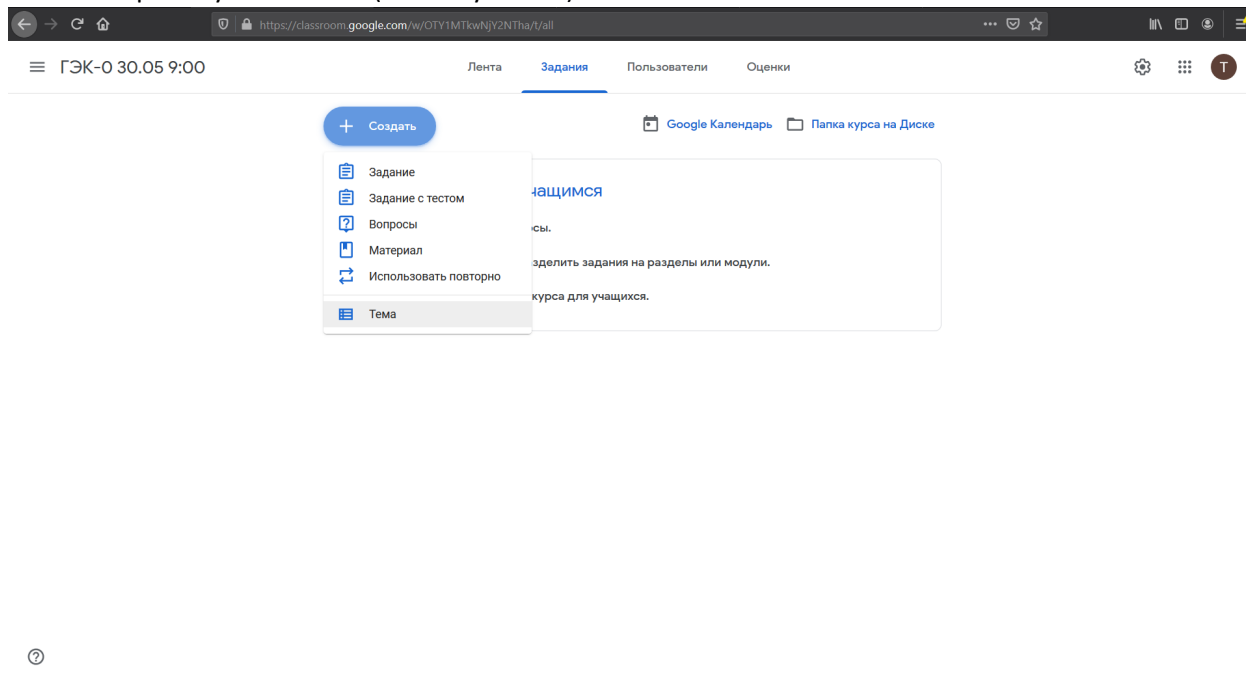 https://classroom.google.com/w/OTY1MTkwNjY2NTha/t/all
ГЭК-0 30.05 9:00
Лента Задания Пользователи Оценки
T
Создать
Google Календарь Папка курса на Диске
Задание
Задание с тестом
Вопросы
Материал
Использовать повторно
Тема
чащимся
сы.
зделить задания на разделы или модули.
курса для учащихся.